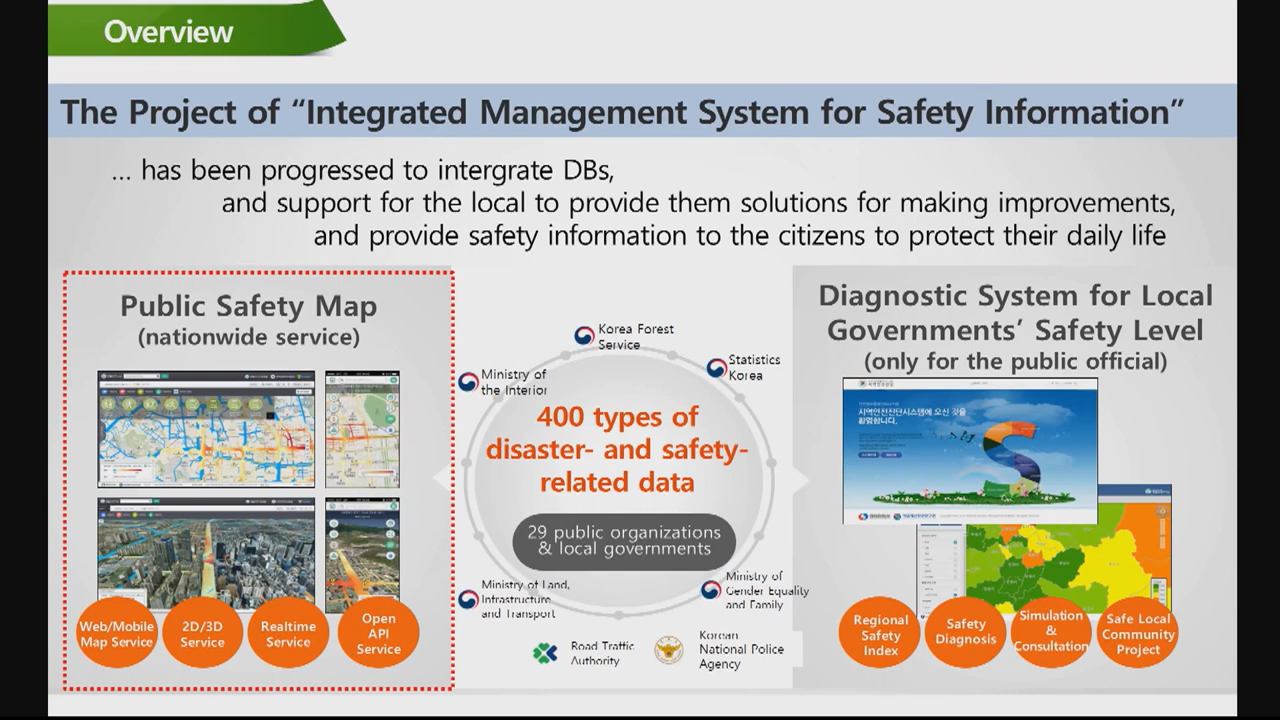 Overview
The Project of “Integrated Management System for Safety Information”
... has been progressed to intergrate DBs,
and support for the local to provide them solutions for making improvements,
and provide safety information to the citizens to protect their daily life
Public Safety Map
(nationwide service)
Web/Mobile
Map Service
2D/3D
Service
Realtime
Service
Open
API
Service
Korea Forest
Service
Statistics
Korea
Ministry of
the Interior
400 types of
disaster- and safety-
related data
29 public organizations
& local governments
Ministry of Land,
Infrastructure
and Transport
Ministry of
Gender Equality
and Family
Road Traffic
Authority
Korean
National Police
Agency
Diagnostic System for Local
Governments’ Safety Level
(only for the public official)
지역안전진단시스템에 오신 것을
환영합니다.
Regional
Safety
Index
Safety
Diagnosis
Simulation
&
Consultation
Safe Local
Community
Project